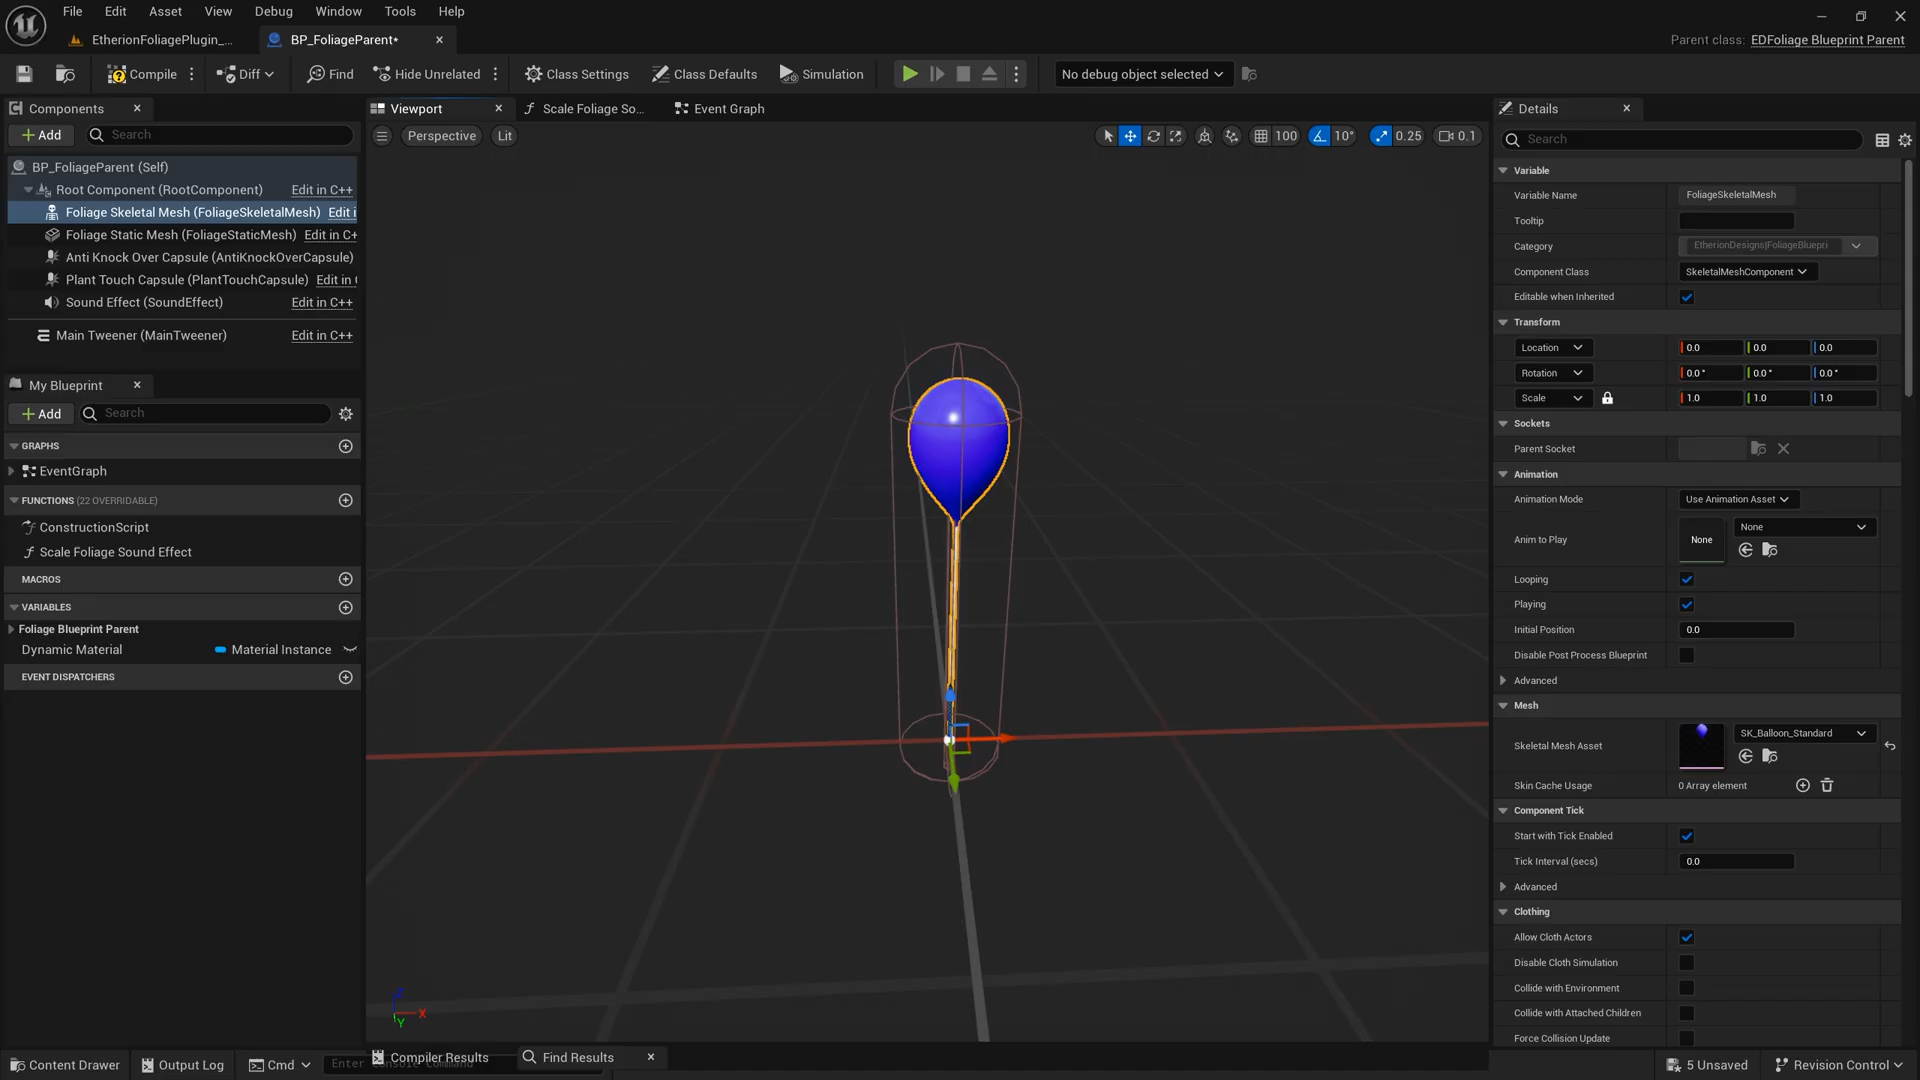 File Edit Asset View Debug Window Tools Help
EtherionFoliagePlugin_... BP_FoliageParent*
Parent class: EDFoliage Blueprint Parent
Compile Diff Find Hide Unrelated Class Settings Class Defaults Simulation No debug object selected
Components
Add Search
BP_FoliageParent (Self)
Root Component (RootComponent) Edit in C++
Foliage Skeletal Mesh (FoliageSkeletalMesh) Edit i
Foliage Static Mesh (FoliageStaticMesh) Edit in C+
Anti Knock Over Capsule (AntiKnockOverCapsule)
Plant Touch Capsule (PlantTouchCapsule) Edit in (
Sound Effect (SoundEffect) Edit in C++
Main Tweener (MainTweener) Edit in C++
My Blueprint
Add Search
GRAPHS
EventGraph
FUNCTIONS (22 OVERRIDABLE)
ConstructionScript
Scale Foliage Sound Effect
MACROS
VARIABLES
Foliage Blueprint Parent
Dynamic Material Material Instance
EVENT DISPATCHERS
Viewport Scale Foliage So... Event Graph
Perspective Lit 100 10° 0.25 0.1
Z
X
Y
Details
Search
Variable
Variable Name FoliageSkeletalMesh
Tooltip
Category EtherionDesigns|FoliageBluepri
Component Class SkeletalMeshComponent
Editable when Inherited
Transform
Location 0.0 0.0 0.0
Rotation 0.0 ° 0.0 ° 0.0 °
Scale 1.0 1.0 1.0
Sockets
Parent Socket
Animation
Animation Mode Use Animation Asset
Anim to Play None None
Looping
Playing
Initial Position 0.0
Disable Post Process Blueprint
Advanced
Mesh
Skeletal Mesh Asset SK_Balloon_Standard
Skin Cache Usage 0 Array element
Component Tick
Start with Tick Enabled
Tick Interval (secs) 0.0
Advanced
Clothing
Allow Cloth Actors
Disable Cloth Simulation
Collide with Environment
Collide with Attached Children
Force Collision Update
Content Drawer Output Log Cmd Enter Console Command Compiler Results Find Results 5 Unsaved Revision Control